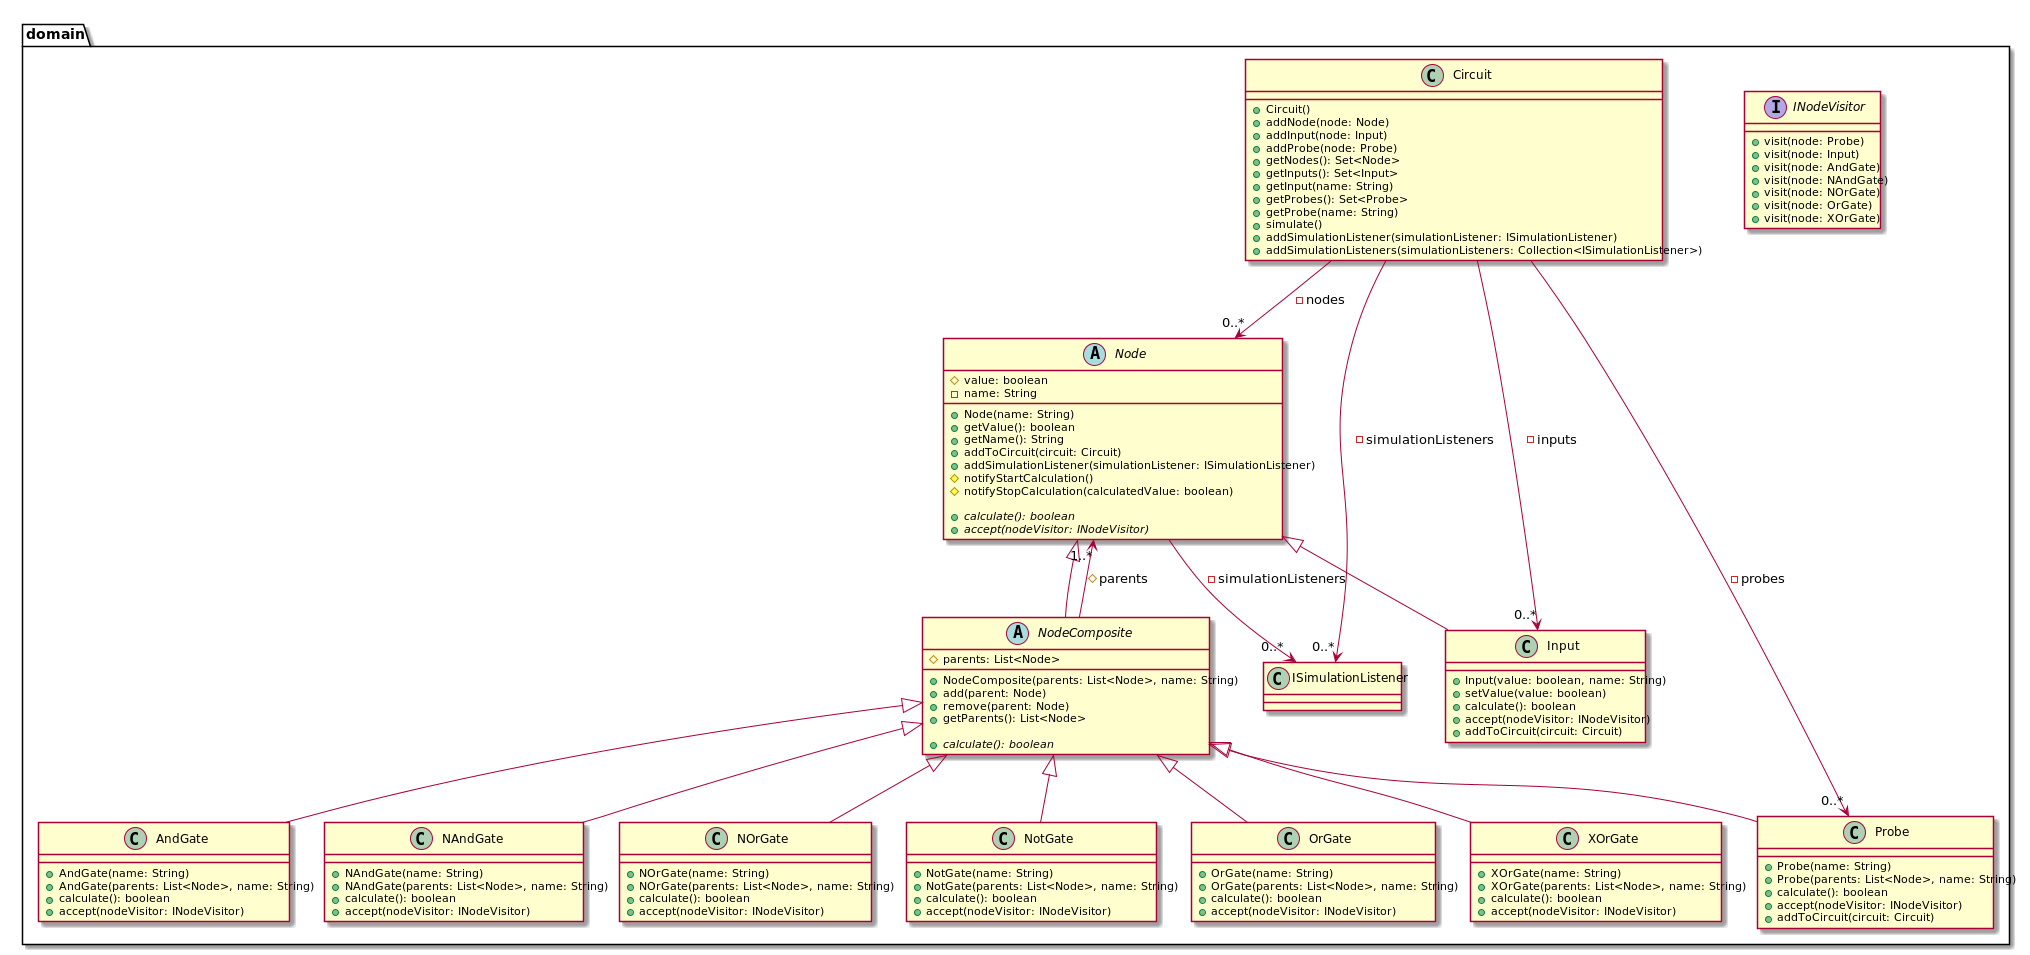 domain
C Circuit
Circuit()
addNode(node: Node)
addInput(node: Input)
addProbe(node: Probe)
getNodes(): Set<Node>
getInputs(): Set<Input>
getInput(name: String)
getProbes(): Set<Probe>
getProbe(name: String)
simulate()
addSimulationListener(simulationListener: ISimulationListener)
addSimulationListeners(simulationListeners: Collection<ISimulationListener>)
I INodeVisitor
visit(node: Probe)
visit(node: Input)
visit(node: AndGate)
visit(node: NAndGate)
visit(node: NOrGate)
visit(node: OrGate)
visit(node: XOrGate)
nodes
0..*
A Node
value: boolean
name: String
Node(name: String)
getValue(): boolean
getName(): String
addToCircuit(circuit: Circuit)
addSimulationListener(simulationListener: ISimulationListener)
notifyStartCalculation()
notifyStopCalculation(calculatedValue: boolean)
calculate(): boolean
accept(nodeVisitor: INodeVisitor)
simulationListeners
inputs
1..*
parents
simulationListeners
probes
0..*
0..*
0..*
A NodeComposite
parents: List<Node>
NodeComposite(parents: List<Node>, name: String)
add(parent: Node)
remove(parent: Node)
getParents(): List<Node>
calculate(): boolean
C ISimulationListener
C Input
Input(value: boolean, name: String)
setValue(value: boolean)
calculate(): boolean
accept(nodeVisitor: INodeVisitor)
addToCircuit(circuit: Circuit)
0..*
C AndGate
AndGate(name: String)
AndGate(parents: List<Node>, name: String)
calculate(): boolean
accept(nodeVisitor: INodeVisitor)
C NAndGate
NAndGate(name: String)
NAndGate(parents: List<Node>, name: String)
calculate(): boolean
accept(nodeVisitor: INodeVisitor)
C NOrGate
NOrGate(name: String)
NOrGate(parents: List<Node>, name: String)
calculate(): boolean
accept(nodeVisitor: INodeVisitor)
C NotGate
NotGate(name: String)
NotGate(parents: List<Node>, name: String)
calculate(): boolean
accept(nodeVisitor: INodeVisitor)
C OrGate
OrGate(name: String)
OrGate(parents: List<Node>, name: String)
calculate(): boolean
accept(nodeVisitor: INodeVisitor)
C XOrGate
XOrGate(name: String)
XOrGate(parents: List<Node>, name: String)
calculate(): boolean
accept(nodeVisitor: INodeVisitor)
C Probe
Probe(name: String)
Probe(parents: List<Node>, name: String)
calculate(): boolean
accept(nodeVisitor: INodeVisitor)
addToCircuit(circuit: Circuit)